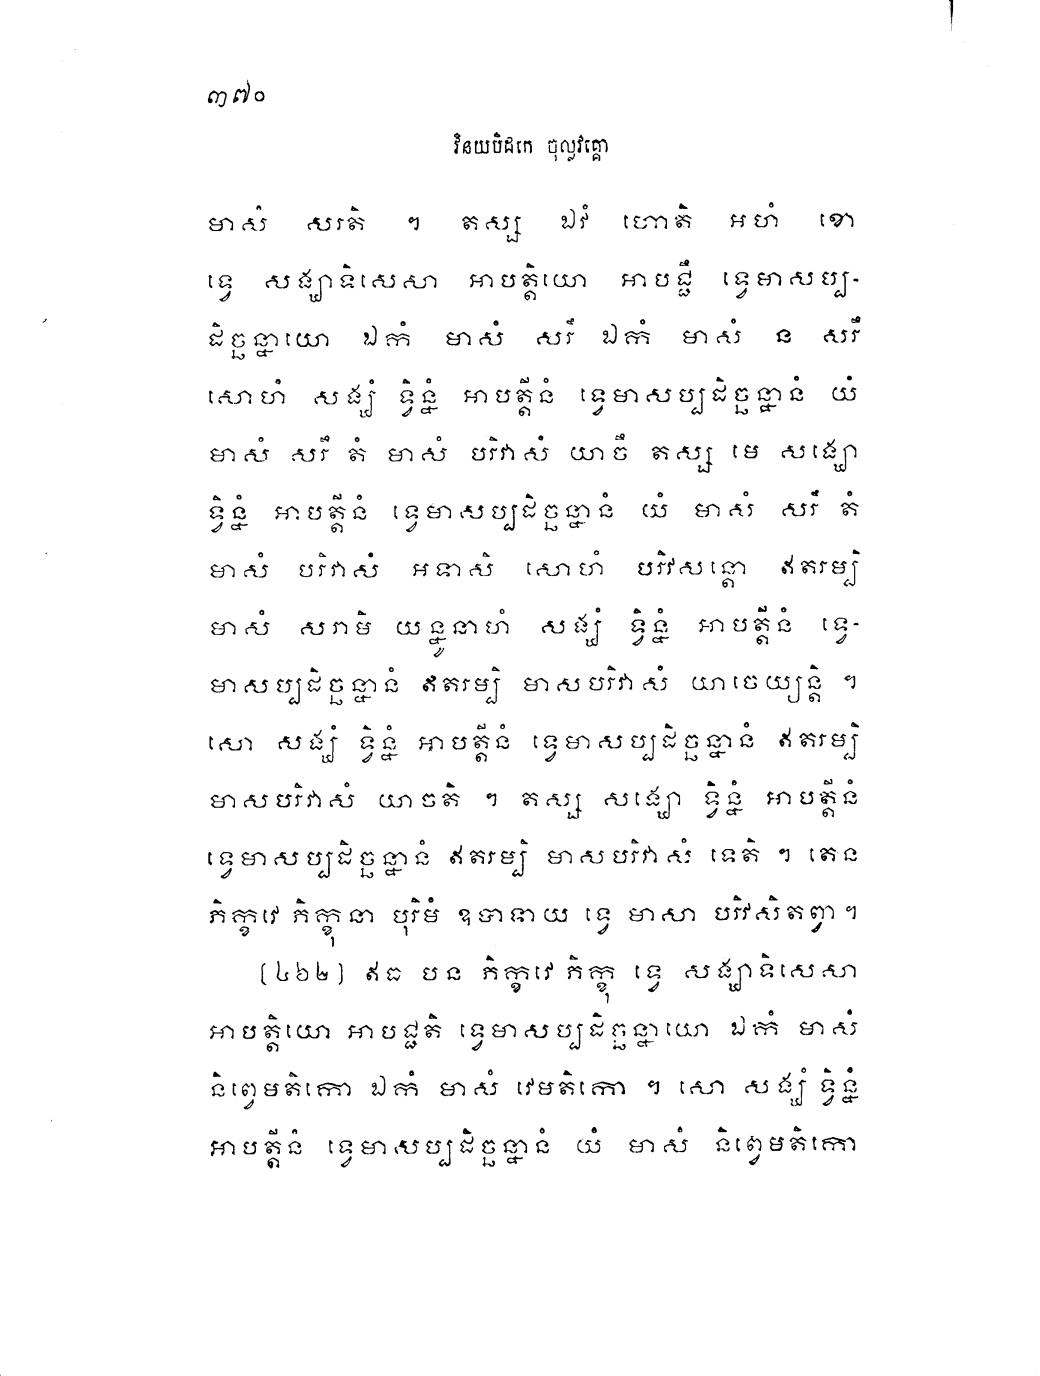 ៣៧០
វិនយបិដកេ ចុល្លវគ្គោ
មាសំ សរតិ ។ តស្ស ឯវំ ហោតិ អហំ ខោ
ទ្វេ សង្ឃាទិសេសា អាបត្តិយោ អាបជ្ជឹ ទ្វេមាសប្ប-
ដិច្ឆន្នាយោ ឯកំ មាសំ សរឹ ឯកំ មាសំ ន សរឹ
សោហំ សង្ឃំ ទ្វិន្នំ អាបត្តីនំ ទ្វេមាសប្បដិច្ឆន្នានំ យំ
មាសំ សរឹ តំ មាសំ បរិវាសំ យាចឹ តស្ស មេ សង្ឃោ
ទ្វិន្នំ អាបត្តីនំ ទ្វេមាសប្បដិច្ឆន្នានំ យំ មាសំ សរឹ តំ
មាសំ បរិវាសំ អទាសិ សោហំ បរិវសន្តោ ឥតរម្បិ
មាសំ សរាមិ យន្នូនាហំ សង្ឃំ ទ្វិន្នំ អាបត្តីនំ ទ្វេ-
មាសប្បដិច្ឆន្នានំ ឥតរម្បិ មាសបរិវាសំ យាចេយ្យន្តិ ។
សោ សង្ឃំ ទ្វិន្នំ អាបត្តីនំ ទ្វេមាសប្បដិច្ឆន្នានំ ឥតរម្បិ
មាសបរិវាសំ យាចតិ ។ តស្ស សង្ឃោ ទ្វិន្នំ អាបត្តីនំ
ទ្វេមាសប្បដិច្ឆន្នានំ ឥតរម្បិ មាសបរិវាសំ ទេតិ ។ តេន
ភិក្ខវេ ភិក្ខុនា បុរិមំ ឧបាទាយ ទ្វេ មាសា បរិវសិតព្វា ។
(៤៦២) ឥធ បន ភិក្ខវេ ភិក្ខុ ទ្វេ សង្ឃាទិសេសា
អាបត្តិយោ អាបជ្ជតិ ទ្វេមាសប្បដិច្ឆន្នាយោ ឯកំ មាសំ
និព្វេមតិកោ ឯកំ មាសំ វេមតិកោ ។ សោ សង្ឃំ ទ្វិន្នំ
អាបត្តីនំ ទ្វេមាសប្បដិច្ឆន្នានំ យំ មាសំ និព្វេមតិកោ